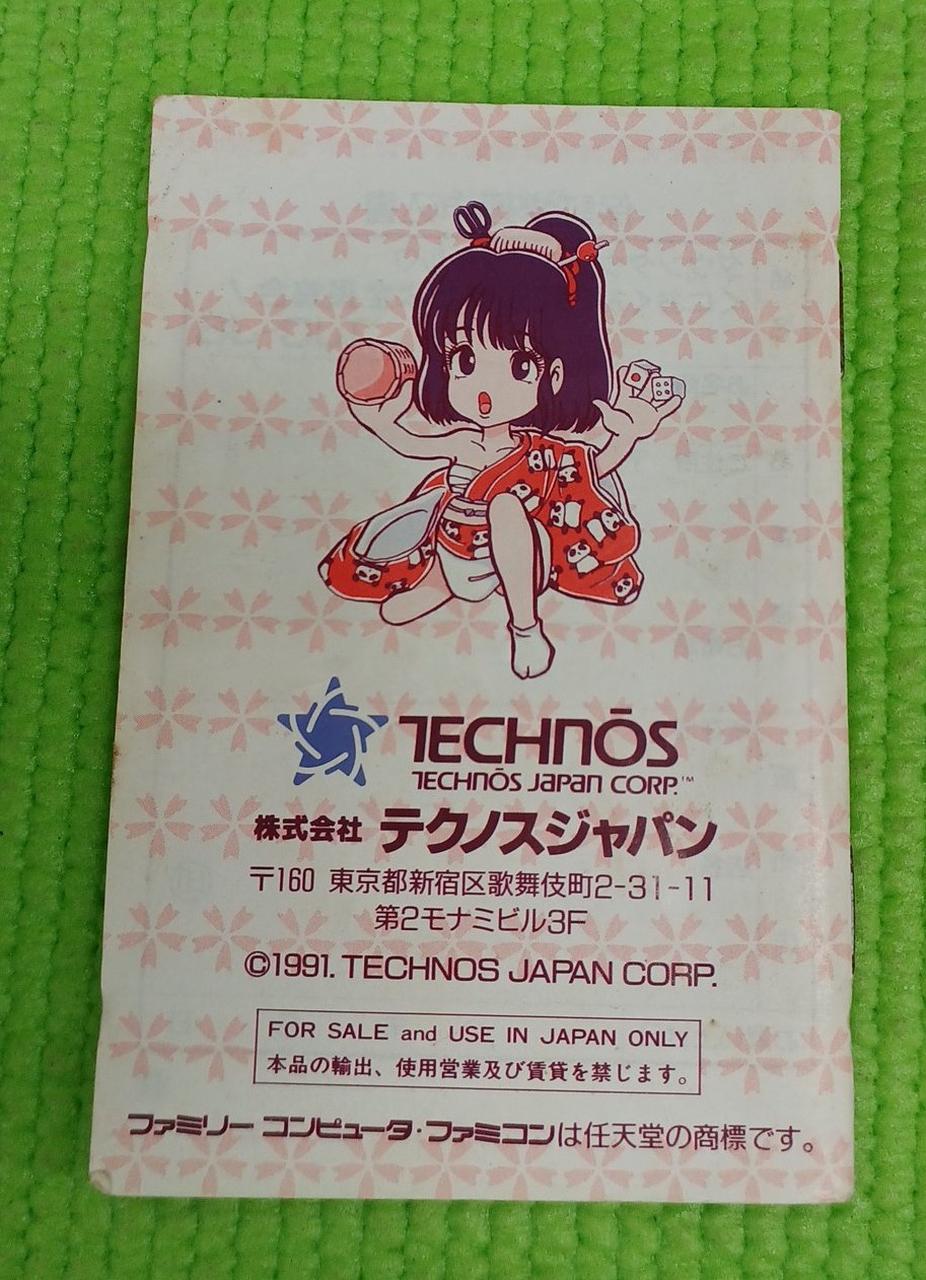 TECHNŌS
TECHNŌS JAPAN CORP.™
株式会社 テクノスジャパン
〒160 東京都新宿区歌舞伎町2-31-11
第2モナミビル3F
©1991. TECHNOS JAPAN CORP.
FOR SALE and USE IN JAPAN ONLY
本品の輸出、使用営業及び賃貸を禁じます。
ファミリー コンピュータ・ファミコンは任天堂の商標です。